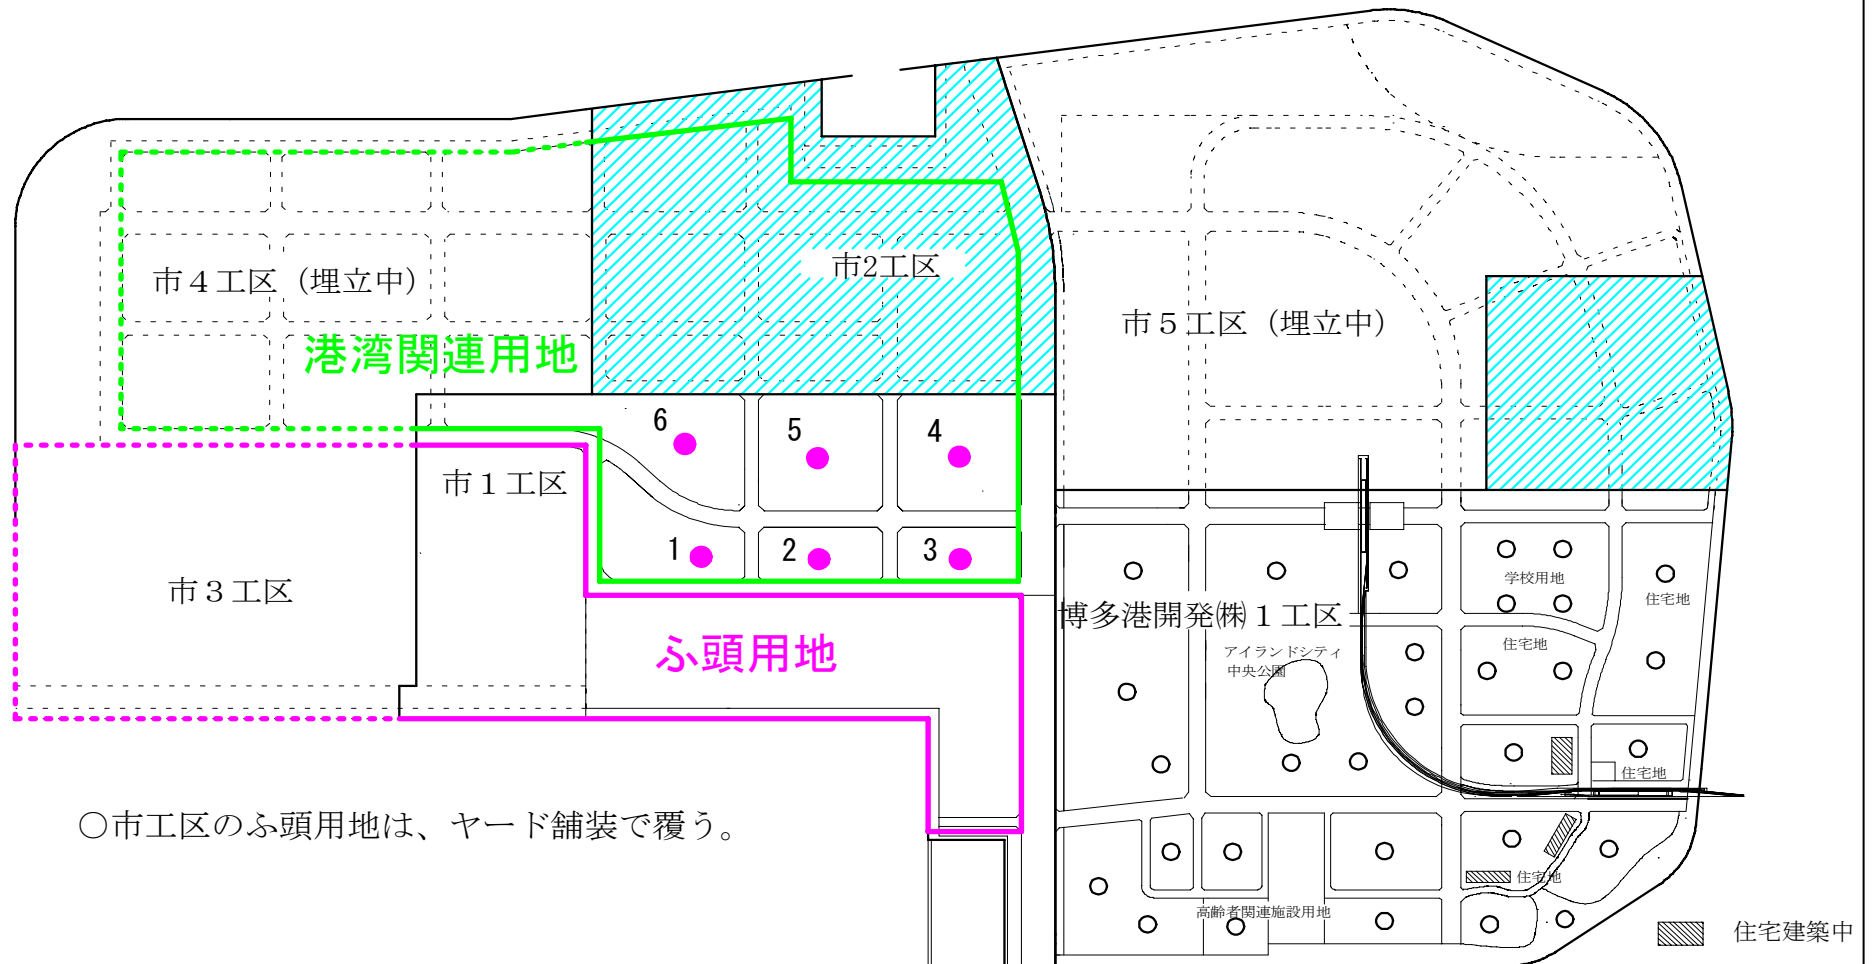 市2工区
市４工区（埋立中）
市５工区（埋立中）
港湾関連用地
6
5
4
市１工区
1
2
3
学校用地
住宅地
市３工区
博多港開発㈱１工区
住宅地
アイランドシティ
中央公園
ふ頭用地
住宅地
○市工区のふ頭用地は、ヤード舗装で覆う。
住宅地
高齢者関連施設用地
住宅建築中